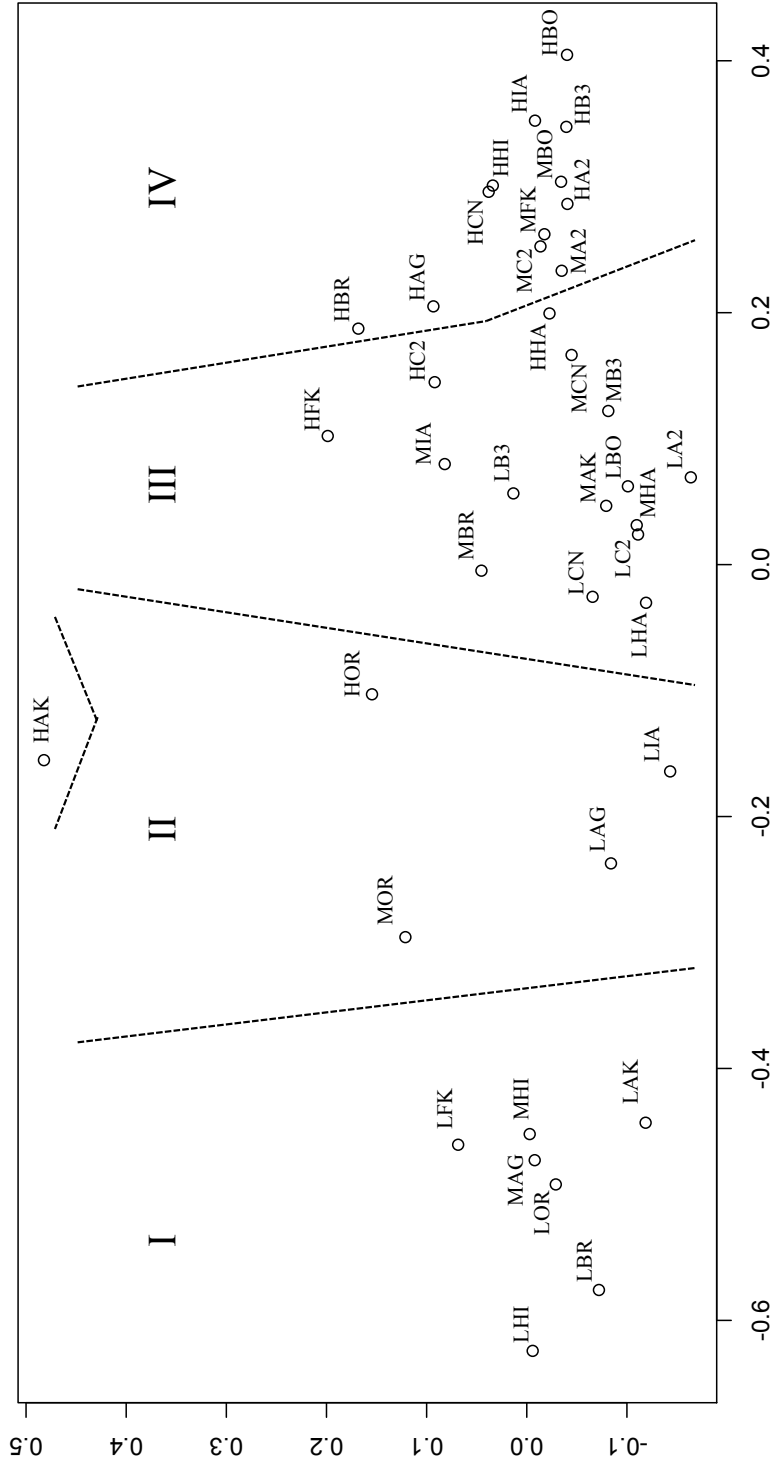 I
II
III
IV
HAK
HBR
HAG
HFK
HC2
HCN
HHI
HIA
HBO
MFK
MBO
HB3
MC2
HA2
MA2
HHA
MIA
MCN
MB3
LB3
MBR
MAK
LBO
LA2
MHA
LCN
LC2
LHA
HOR
MOR
LIA
LAG
LFK
MHI
MAG
LOR
LAK
LBR
LHI
-0.6
-0.4
-0.2
0.0
0.2
0.4
0.5
0.4
0.3
0.2
0.1
0.0
-0.1